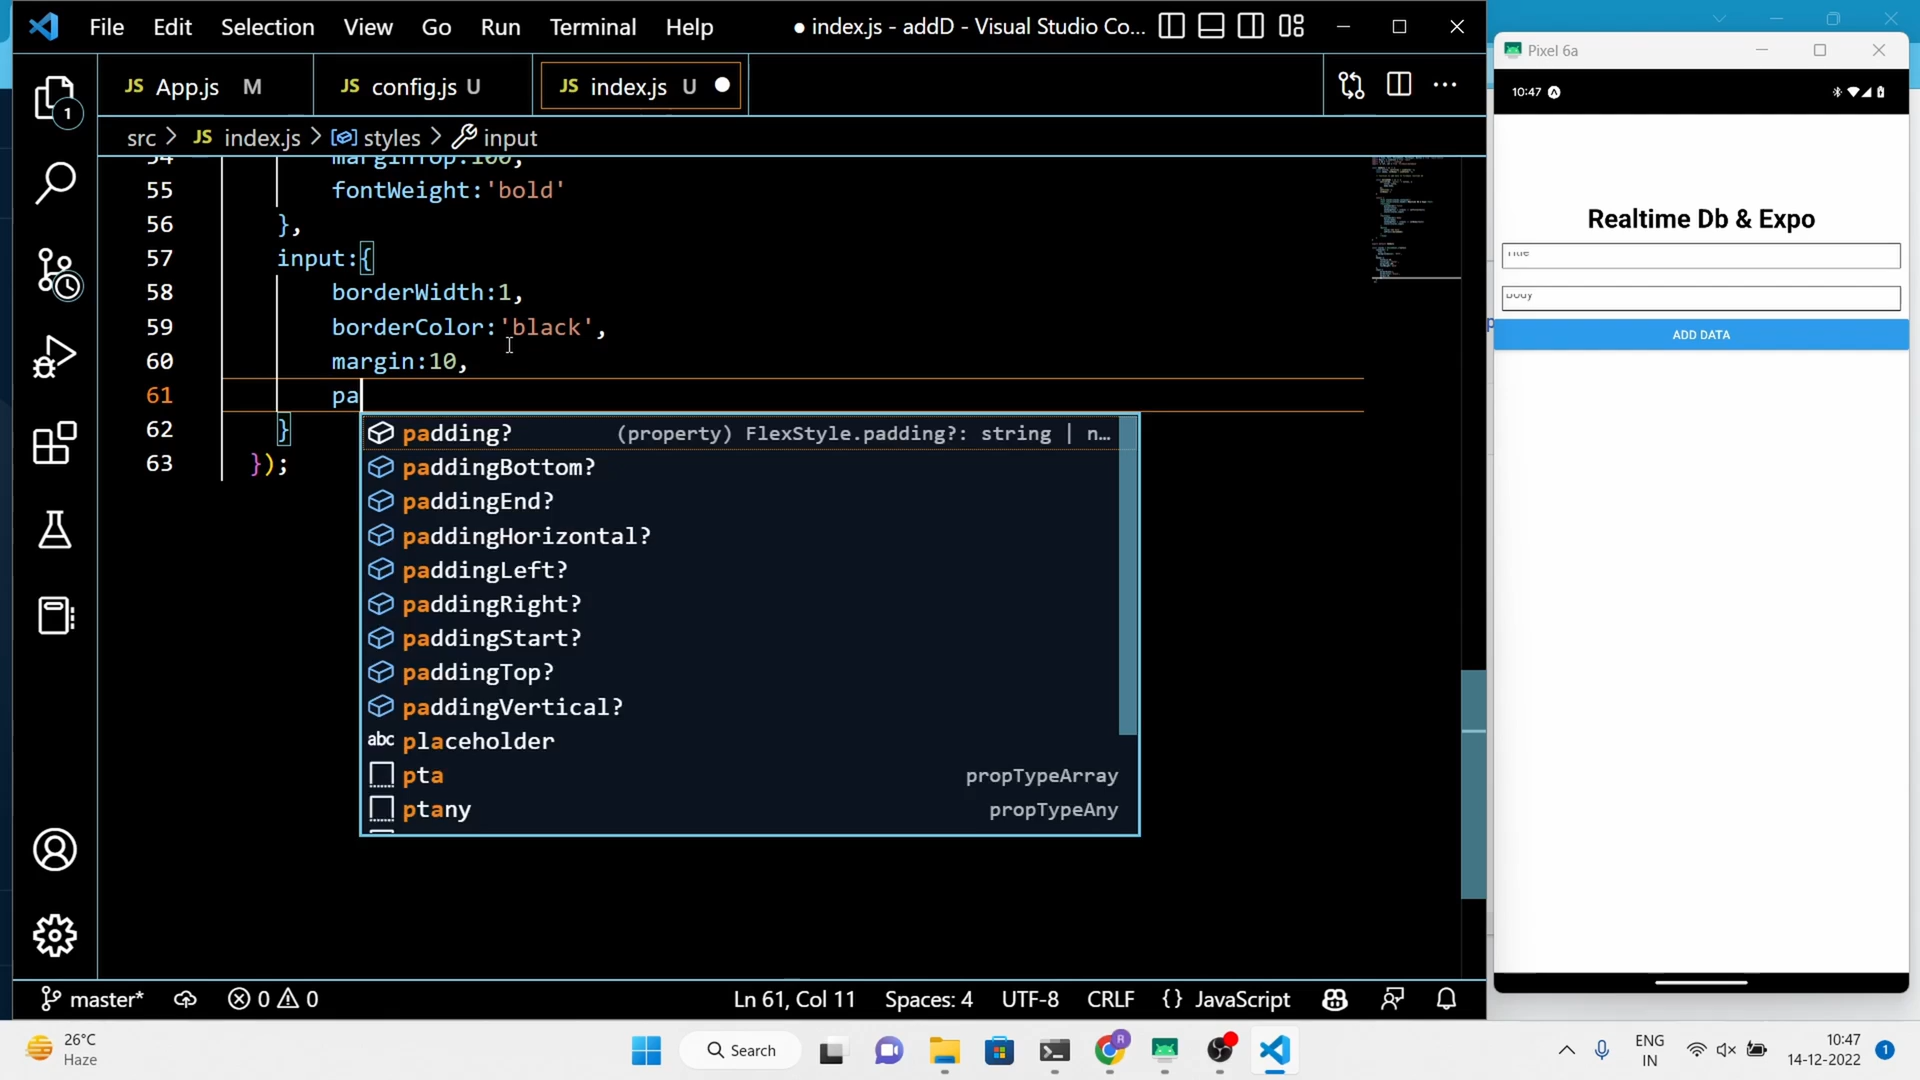 File Edit Selection View Go Run Terminal Help
● index.js - addD - Visual Studio Co...
JS App.js M
JS config.js U
JS index.js U
src > JS index.js > styles > input
54 marginTop:100,
55 fontWeight:'bold'
56 },
57 input:{
58 borderWidth:1,
59 borderColor:'black',
60 margin:10,
61 pa
62 }
63 });
padding? (property) FlexStyle.padding?: string | n…
paddingBottom?
paddingEnd?
paddingHorizontal?
paddingLeft?
paddingRight?
paddingStart?
paddingTop?
paddingVertical?
abc placeholder
pta propTypeArray
ptany propTypeAny
1
master* 0 0 Ln 61, Col 11 Spaces: 4 UTF-8 CRLF {} JavaScript
Pixel 6a
10:47
Realtime Db & Expo
Title
Body
ADD DATA
26°C
Haze
Search
R
ENG
IN
10:47
14-12-2022
1